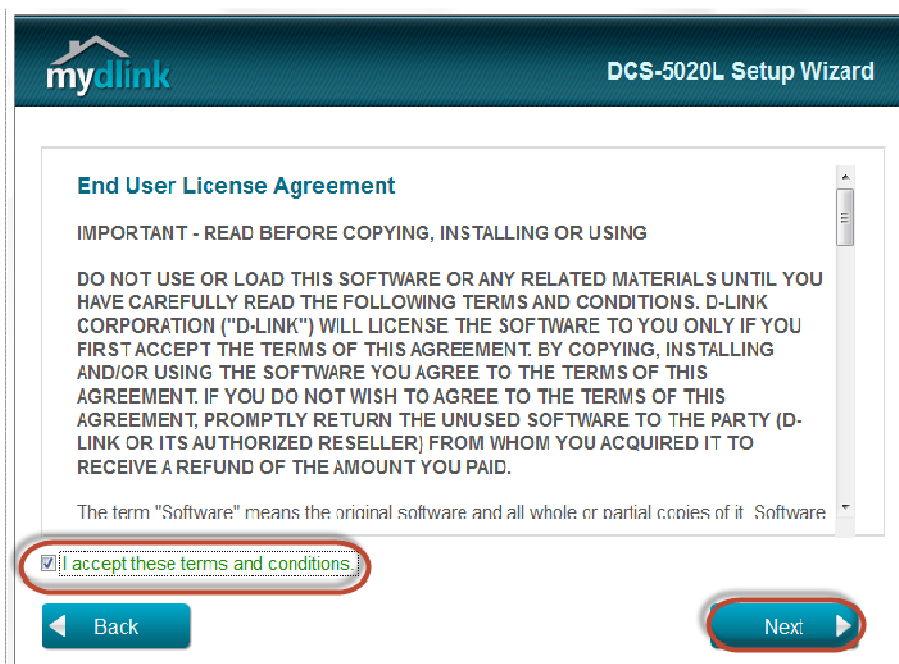 mydlink
DCS-5020L Setup Wizard
End User License Agreement
IMPORTANT - READ BEFORE COPYING, INSTALLING OR USING
DO NOT USE OR LOAD THIS SOFTWARE OR ANY RELATED MATERIALS UNTIL YOU
HAVE CAREFULLY READ THE FOLLOWING TERMS AND CONDITIONS. D-LINK
CORPORATION ("D-LINK") WILL LICENSE THE SOFTWARE TO YOU ONLY IF YOU
FIRST ACCEPT THE TERMS OF THIS AGREEMENT. BY COPYING, INSTALLING
AND/OR USING THE SOFTWARE YOU AGREE TO THE TERMS OF THIS
AGREEMENT. IF YOU DO NOT WISH TO AGREE TO THE TERMS OF THIS
AGREEMENT, PROMPTLY RETURN THE UNUSED SOFTWARE TO THE PARTY (D-
LINK OR ITS AUTHORIZED RESELLER) FROM WHOM YOU ACQUIRED IT TO
RECEIVE A REFUND OF THE AMOUNT YOU PAID.
The term "Software" means the original software and all whole or partial copies of it. Software
I accept these terms and conditions.
Back
Next